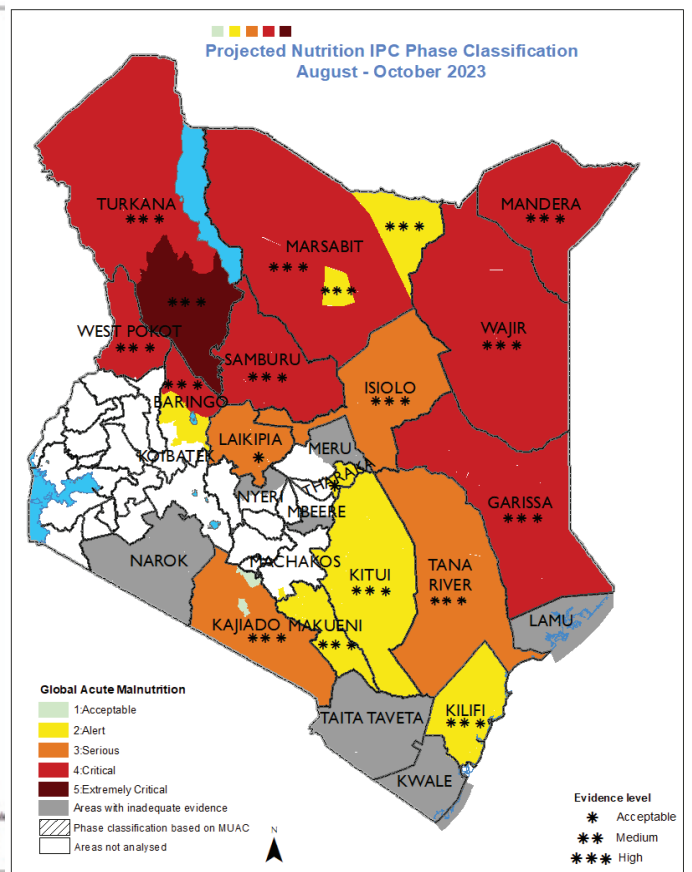 Projected Nutrition IPC Phase Classification
August - October 2023
TURKANA
MANDERA
MARSABIT
WEST POKOT
WAJIR
SAMBURU
ISIOLO
BARINGO
LAIKIPIA
MERU
KOIBATEK
THARAKA
NYERI
GARISSA
MBEERE
NAROK
MACHAKOS
KITUI
TANA
RIVER
LAMU
KAJIADO
MAKUENI
KILIFI
TAITA TAVETA
KWALE
Global Acute Malnutrition
1:Acceptable
2:Alert
3:Serious
4:Critical
5:Extremely Critical
Areas with inadequate evidence
Phase classification based on MUAC
Areas not analysed
N
Evidence level
Acceptable
Medium
High